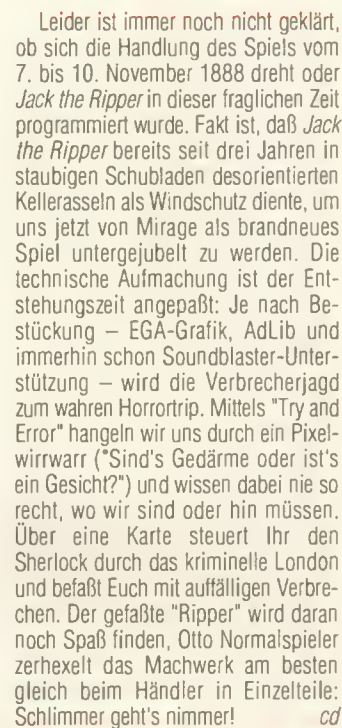 Leider ist immer noch nicht geklärt,
ob sich die Handlung des Spiels vom
7. bis 10. November 1888 dreht oder
Jack the Ripper in dieser fraglichen Zeit
programmiert wurde. Fakt ist, daß Jack
the Ripper bereits seit drei Jahren in
staubigen Schubladen desorientierten
Kellerasseln als Windschutz diente, um
uns jetzt von Mirage als brandneues
Spiel untergejubelt zu werden. Die
technische Aufmachung ist der Ent-
stehungszeit angepaßt: Je nach Be-
stückung – EGA-Grafik, AdLib und
immerhin schon Soundblaster-Unter-
stützung – wird die Verbrecherjagd
zum wahren Horrortrip. Mittels "Try and
Error" hangeln wir uns durch ein Pixel-
wirrwarr ("Sind's Gedärme oder ist's
ein Gesicht?") und wissen dabei nie so
recht, wo wir sind oder hin müssen.
Über eine Karte steuert Ihr den
Sherlock durch das kriminelle London
und befaßt Euch mit auffälligen Verbre-
chen. Der gefaßte "Ripper" wird daran
noch Spaß finden, Otto Normalspieler
zerhexelt das Machwerk am besten
gleich beim Händler in Einzelteile:
Schlimmer geht's nimmer! cd